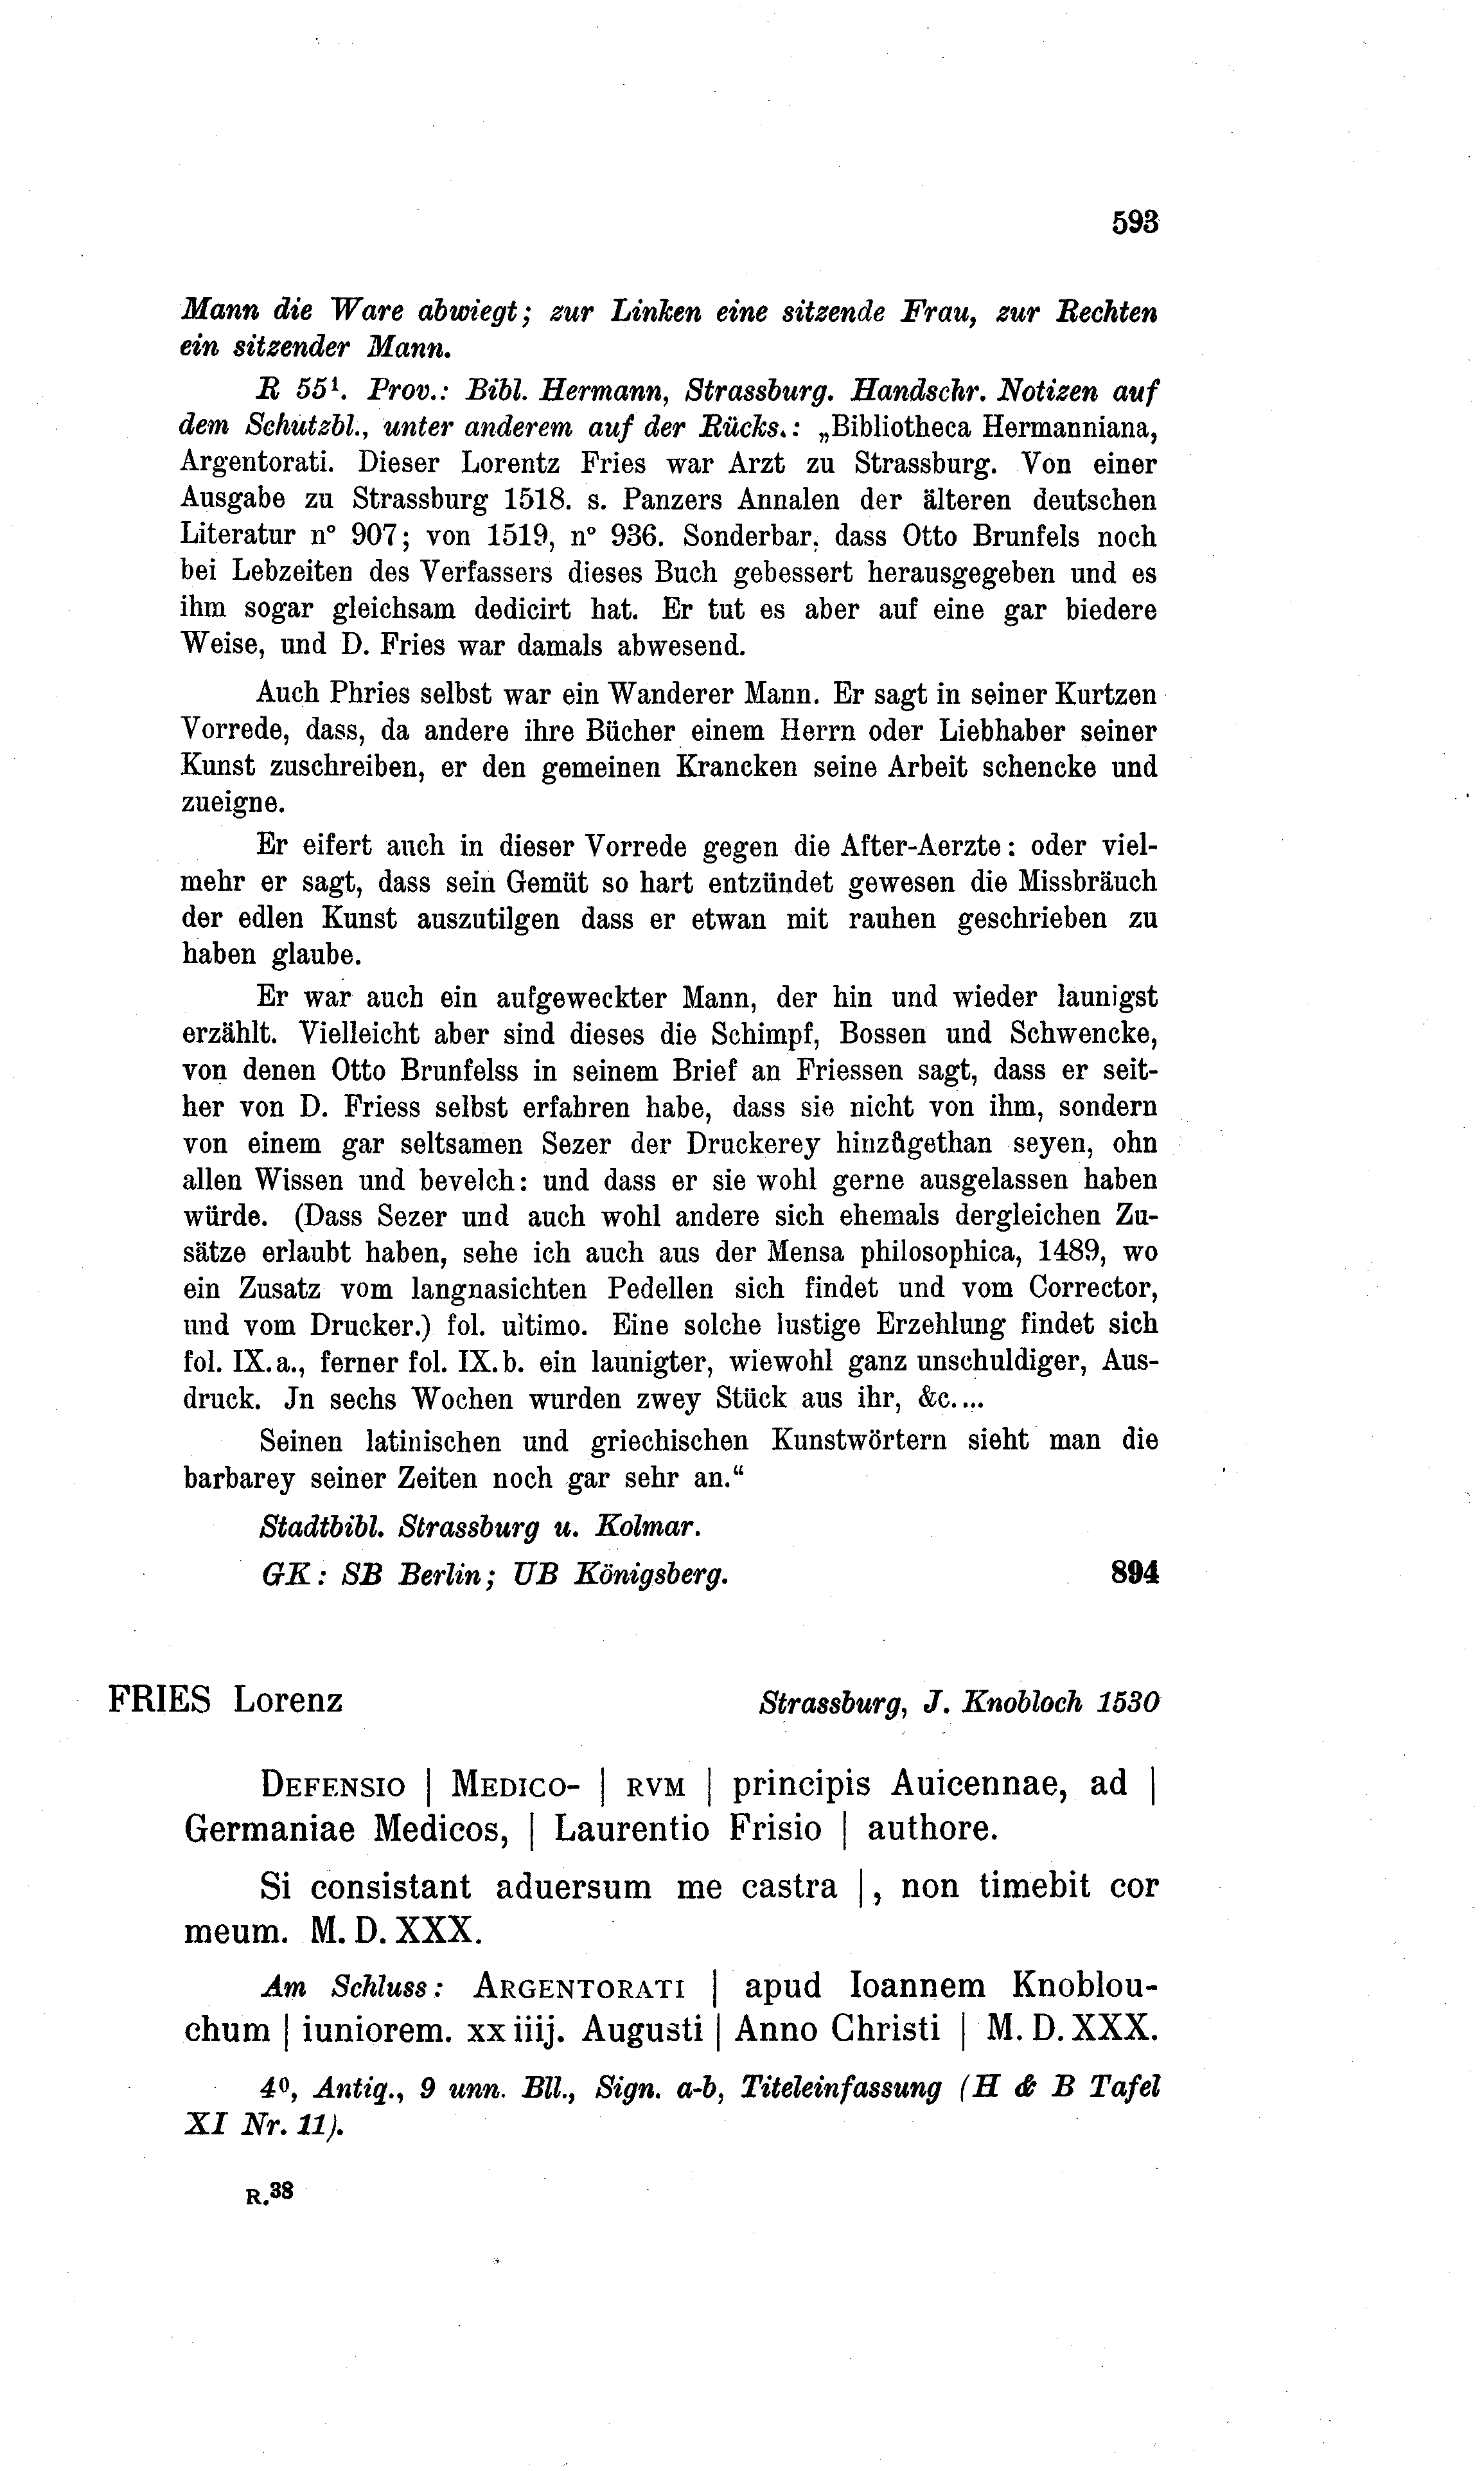 593
Mann die Ware abwiegt; zur Linken eine sitzende Frau, zur Rechten
ein sitzender Mann.
R 55¹. Prov.: Bibl. Hermann, Strassburg. Handschr. Notizen auf
dem Schutzbl., unter anderem auf der Rücks.: „Bibliotheca Hermanniana,
Argentorati. Dieser Lorentz Fries war Arzt zu Strassburg. Von einer
Ausgabe zu Strassburg 1518. s. Panzers Annalen der älteren deutschen
Literatur n° 907; von 1519, n° 936. Sonderbar, dass Otto Brunfels noch
bei Lebzeiten des Verfassers dieses Buch gebessert herausgegeben und es
ihm sogar gleichsam dedicirt hat. Er tut es aber auf eine gar biedere
Weise, und D. Fries war damals abwesend.
Auch Phries selbst war ein Wanderer Mann. Er sagt in seiner Kurtzen
Vorrede, dass, da andere ihre Bücher einem Herrn oder Liebhaber seiner
Kunst zuschreiben, er den gemeinen Krancken seine Arbeit schencke und
zueigne.
Er eifert auch in dieser Vorrede gegen die After-Aerzte: oder viel-
mehr er sagt, dass sein Gemüt so hart entzündet gewesen die Missbräuch
der edlen Kunst auszutilgen dass er etwan mit rauhen geschrieben zu
haben glaube.
Er war auch ein aufgeweckter Mann, der hin und wieder launigst
erzählt. Vielleicht aber sind dieses die Schimpf, Bossen und Schwencke,
von denen Otto Brunfelss in seinem Brief an Friessen sagt, dass er seit-
her von D. Friess selbst erfahren habe, dass sie nicht von ihm, sondern
von einem gar seltsamen Sezer der Druckerey hinzůgethan seyen, ohn
allen Wissen und bevelch: und dass er sie wohl gerne ausgelassen haben
würde. (Dass Sezer und auch wohl andere sich ehemals dergleichen Zu-
sätze erlaubt haben, sehe ich auch aus der Mensa philosophica, 1489, wo
ein Zusatz vom langnasichten Pedellen sich findet und vom Corrector,
und vom Drucker.) fol. ultimo. Eine solche lustige Erzehlung findet sich
fol. IX.a., ferner fol. IX.b. ein launigter, wiewohl ganz unschuldiger, Aus-
druck. Jn sechs Wochen wurden zwey Stück aus ihr, &c....
Seinen latinischen und griechischen Kunstwörtern sieht man die
barbarey seiner Zeiten noch gar sehr an.“
Stadtbibl. Strassburg u. Kolmar.
GK: SB Berlin; UB Königsberg. 894
FRIES Lorenz Strassburg, J. Knobloch 1530
DEFENSIO | MEDICO- | RVM | principis Auicennae, ad |
Germaniae Medicos, | Laurentio Frisio | authore.
Si consistant aduersum me castra |, non timebit cor
meum. M. D. XXX.
Am Schluss: ARGENTORATI | apud Ioannem Knoblou-
chum | iuniorem. xx iiij. Augusti | Anno Christi | M. D. XXX.
4⁰, Antiq., 9 unn. Bll., Sign. a-b, Titeleinfassung (H & B Tafel
XI Nr. 11).
R.38